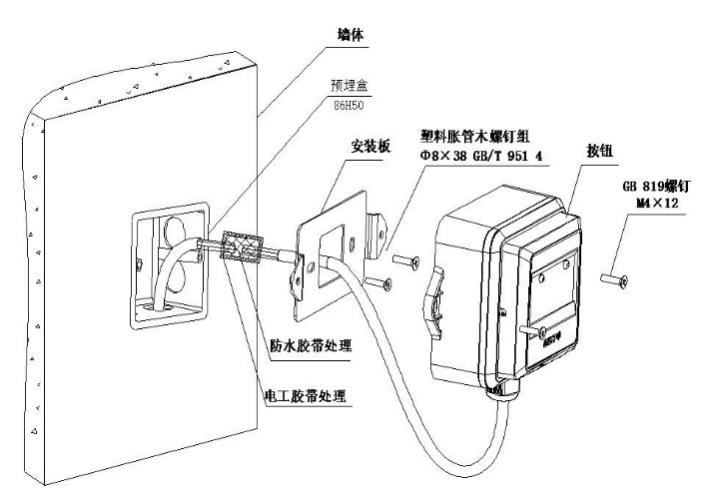 墙体
预埋盒
86H50
安装板
塑料胀管木螺钉组
Φ8×38 GB/T 951 4
按钮
GB 819螺钉
M4×12
防水胶带处理
电工胶带处理